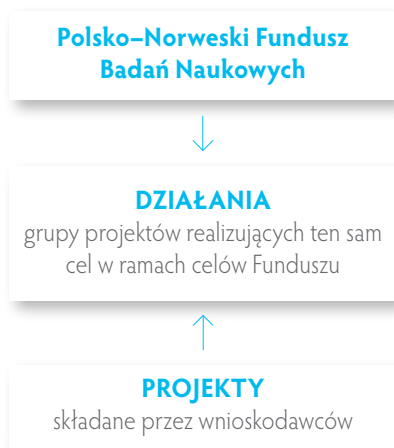 Polsko–Norweski Fundusz
Badań Naukowych
DZIAŁANIA
grupy projektów realizujących ten sam
cel w ramach celów Funduszu
PROJEKTY
składane przez wnioskodawców